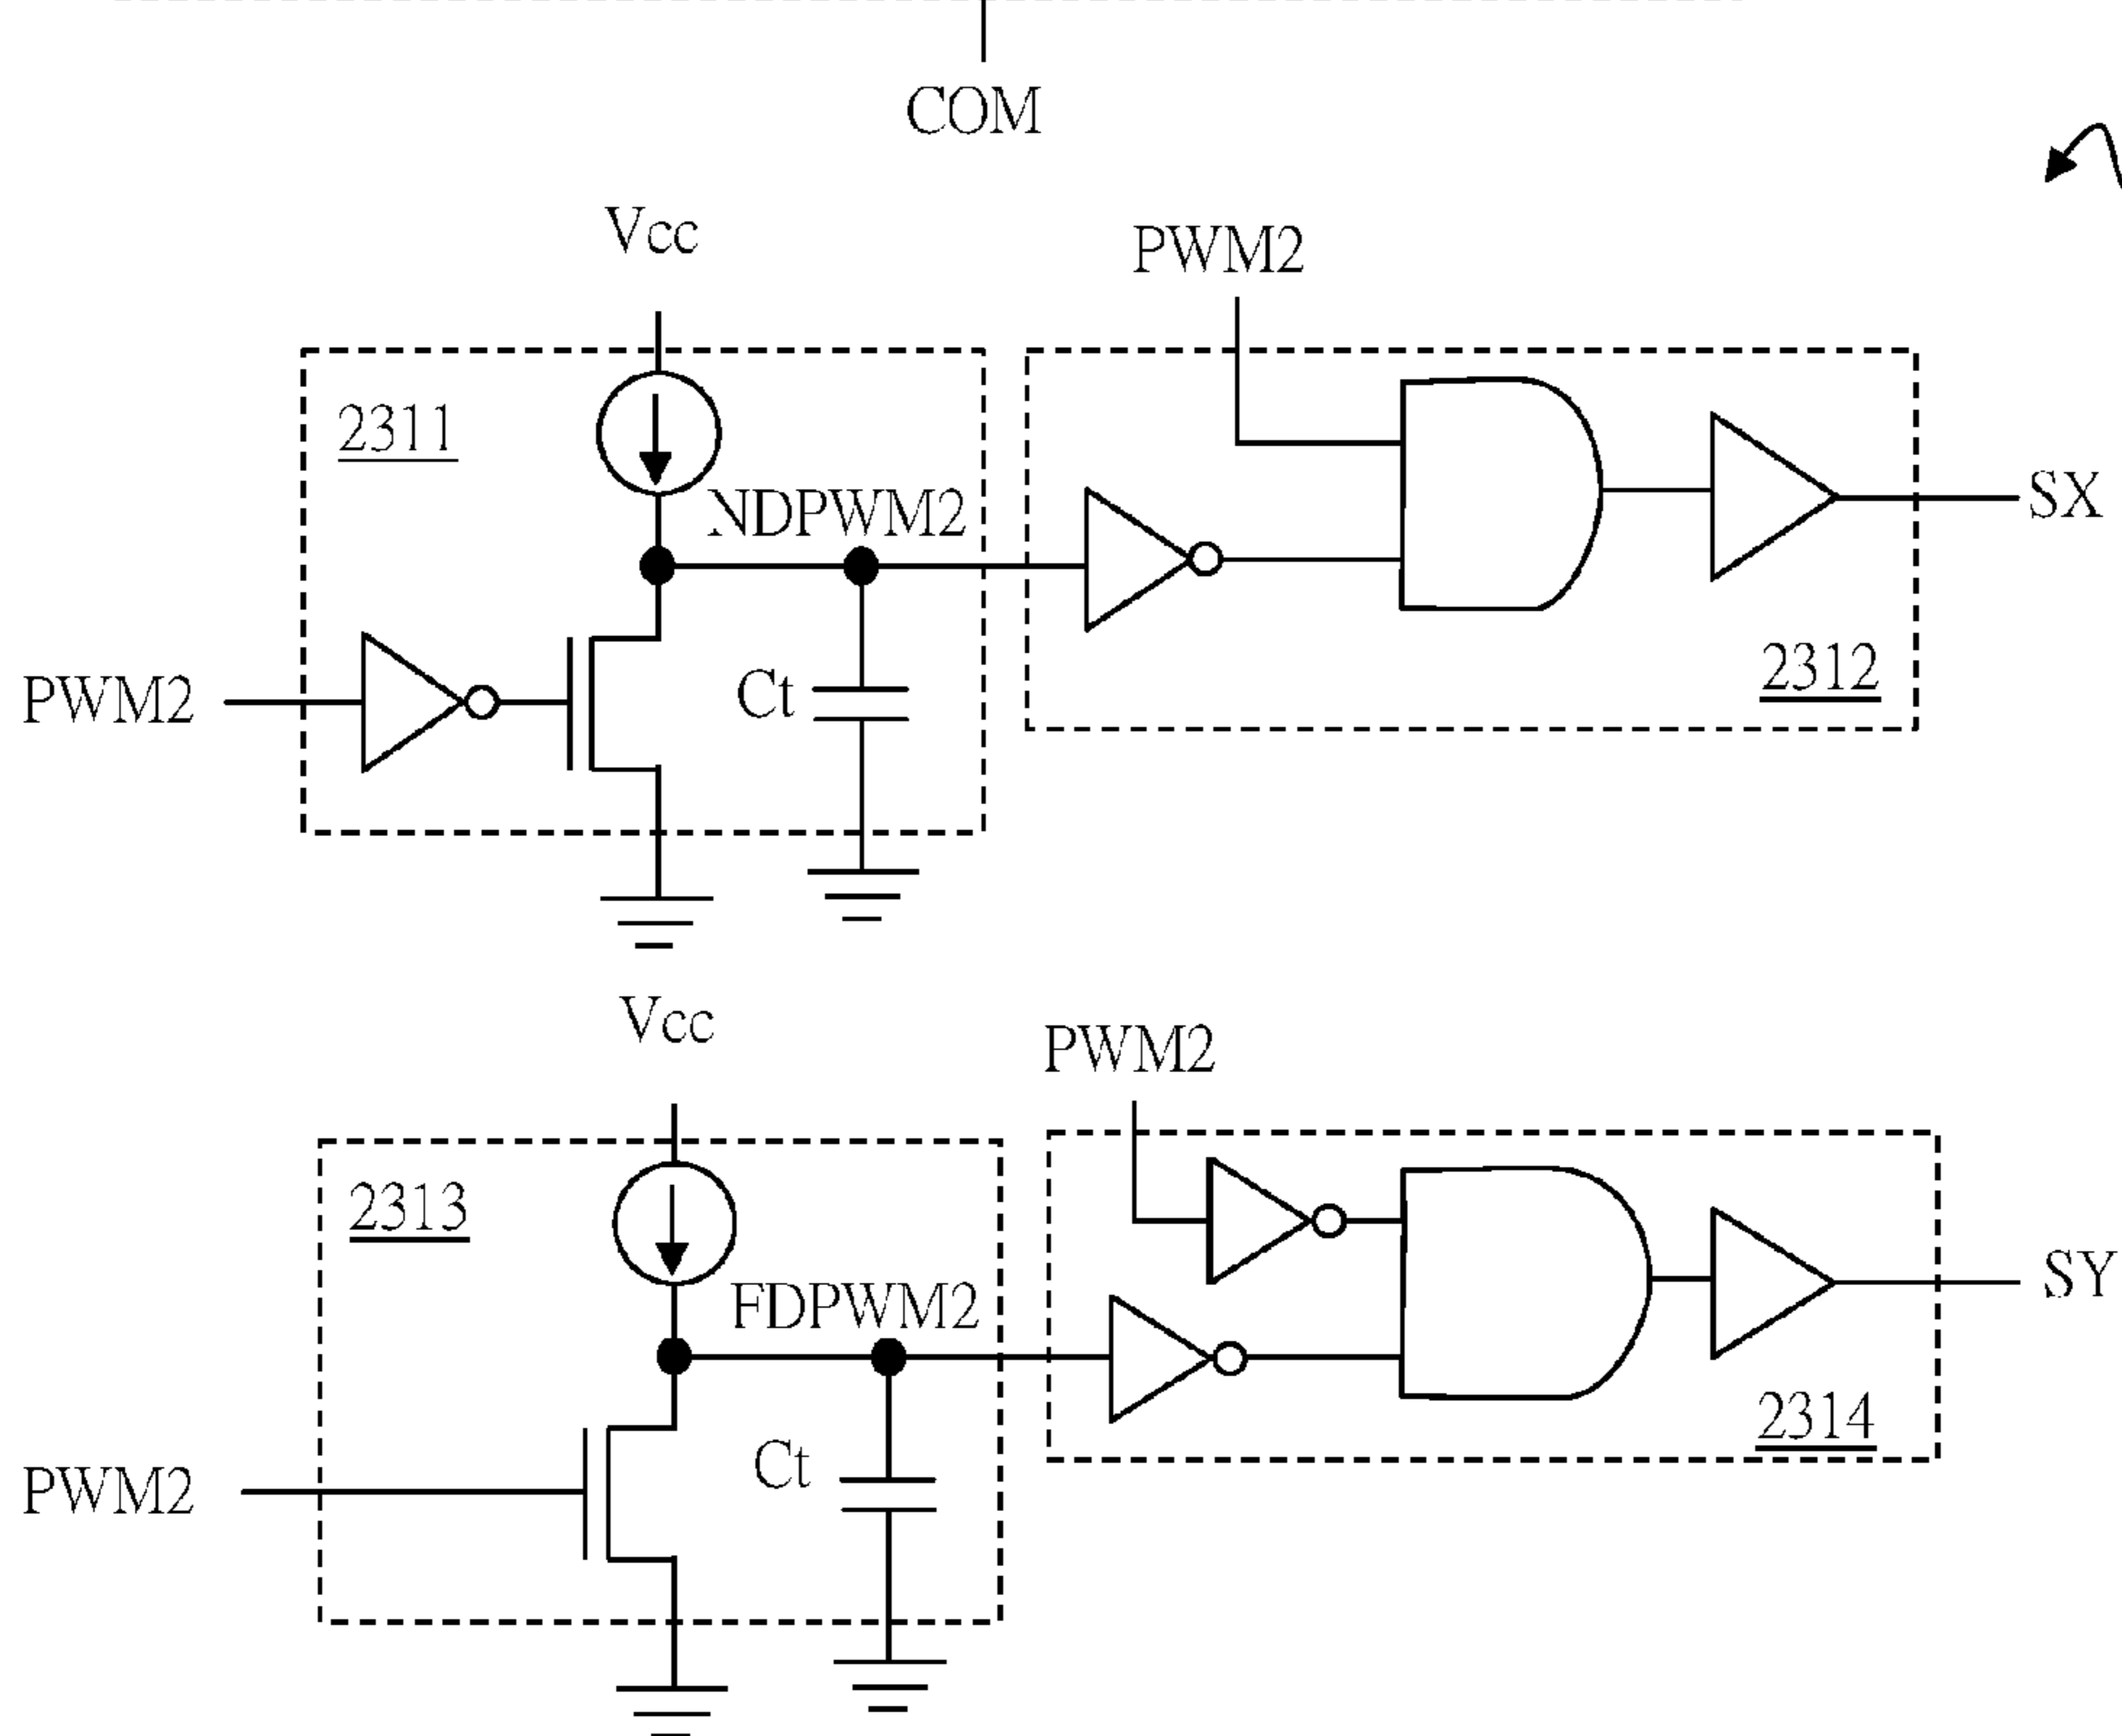 COM
Vcc
PWM2
2311
NDPWM2
SX
PWM2
Ct
2312
Vcc
PWM2
2313
FDPWM2
SY
PWM2
Ct
2314